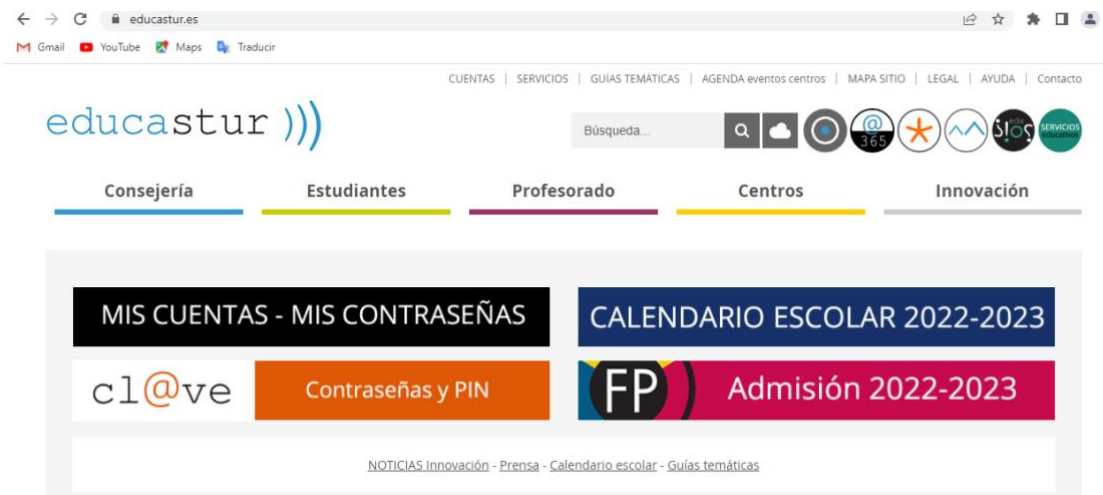 educastur.es
Gmail YouTube Maps Traducir
CUENTAS | SERVICIOS | GUIAS TEMÁTICAS | AGENDA eventos centros | MAPA SITIO | LEGAL | AYUDA | Contacto
educastur )))
Búsqueda...
@ 365
SERVICIOS educativos
Consejería Estudiantes Profesorado Centros Innovación
MIS CUENTAS - MIS CONTRASEÑAS
CALENDARIO ESCOLAR 2022-2023
cl@ve Contraseñas y PIN
FP Admisión 2022-2023
NOTICIAS Innovación - Prensa - Calendario escolar - Guías temáticas